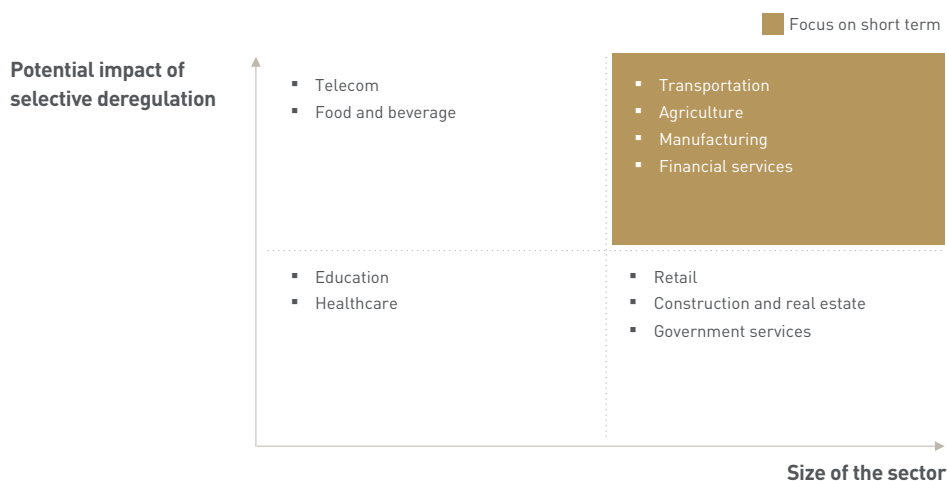 Focus on short term
Potential impact of
selective deregulation
▪ Telecom
▪ Food and beverage
▪ Transportation
▪ Agriculture
▪ Manufacturing
▪ Financial services
▪ Education
▪ Healthcare
▪ Retail
▪ Construction and real estate
▪ Government services
Size of the sector